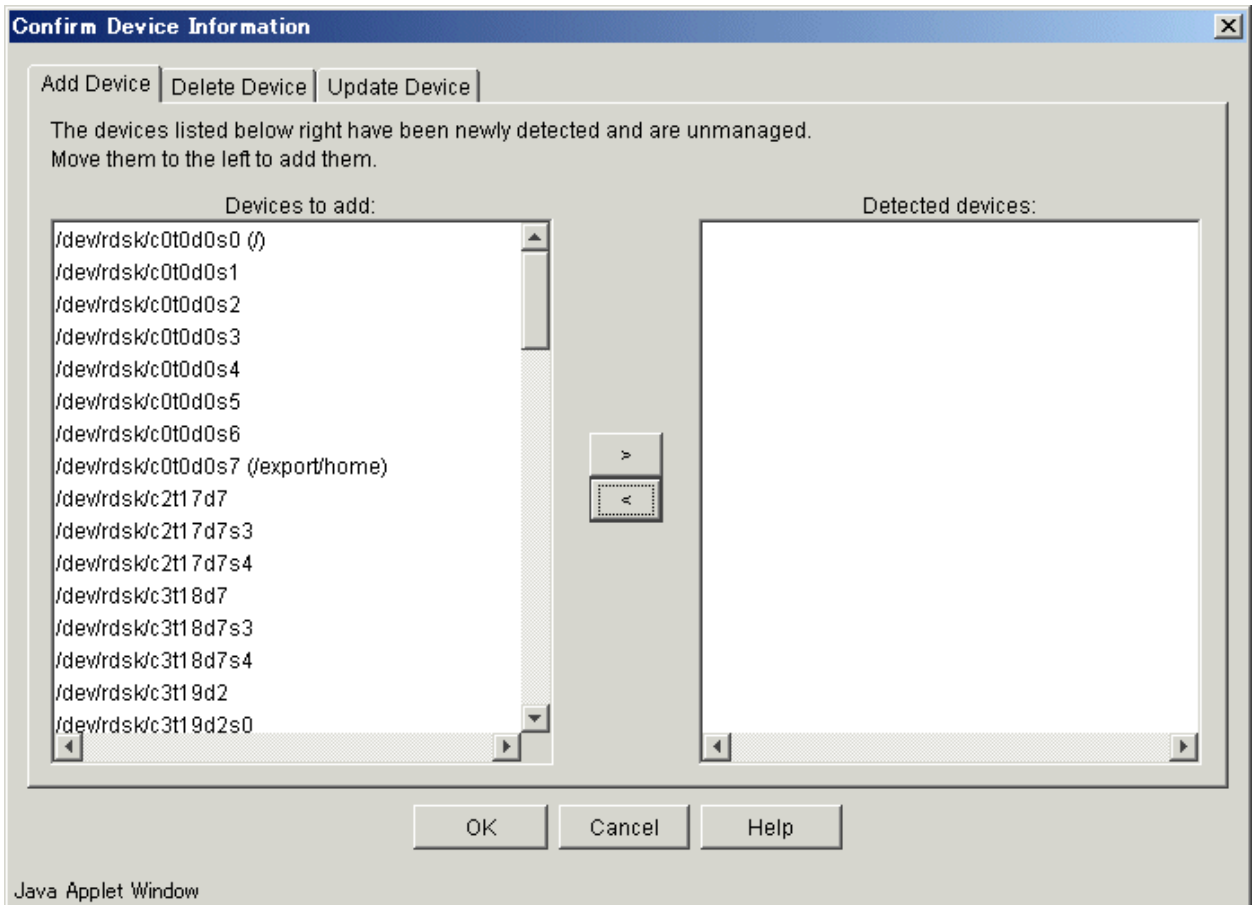 Confirm Device Information
Add Device
Delete Device
Update Device
The devices listed below right have been newly detected and are unmanaged.
Move them to the left to add them.
Devices to add:
/dev/rdsk/c0t0d0s0 (/)
/dev/rdsk/c0t0d0s1
/dev/rdsk/c0t0d0s2
/dev/rdsk/c0t0d0s3
/dev/rdsk/c0t0d0s4
/dev/rdsk/c0t0d0s5
/dev/rdsk/c0t0d0s6
/dev/rdsk/c0t0d0s7 (/export/home)
/dev/rdsk/c2t17d7
/dev/rdsk/c2t17d7s3
/dev/rdsk/c2t17d7s4
/dev/rdsk/c3t18d7
/dev/rdsk/c3t18d7s3
/dev/rdsk/c3t18d7s4
/dev/rdsk/c3t19d2
/dev/rdsk/c3t19d2s0
>
<
Detected devices:
OK
Cancel
Help
Java Applet Window